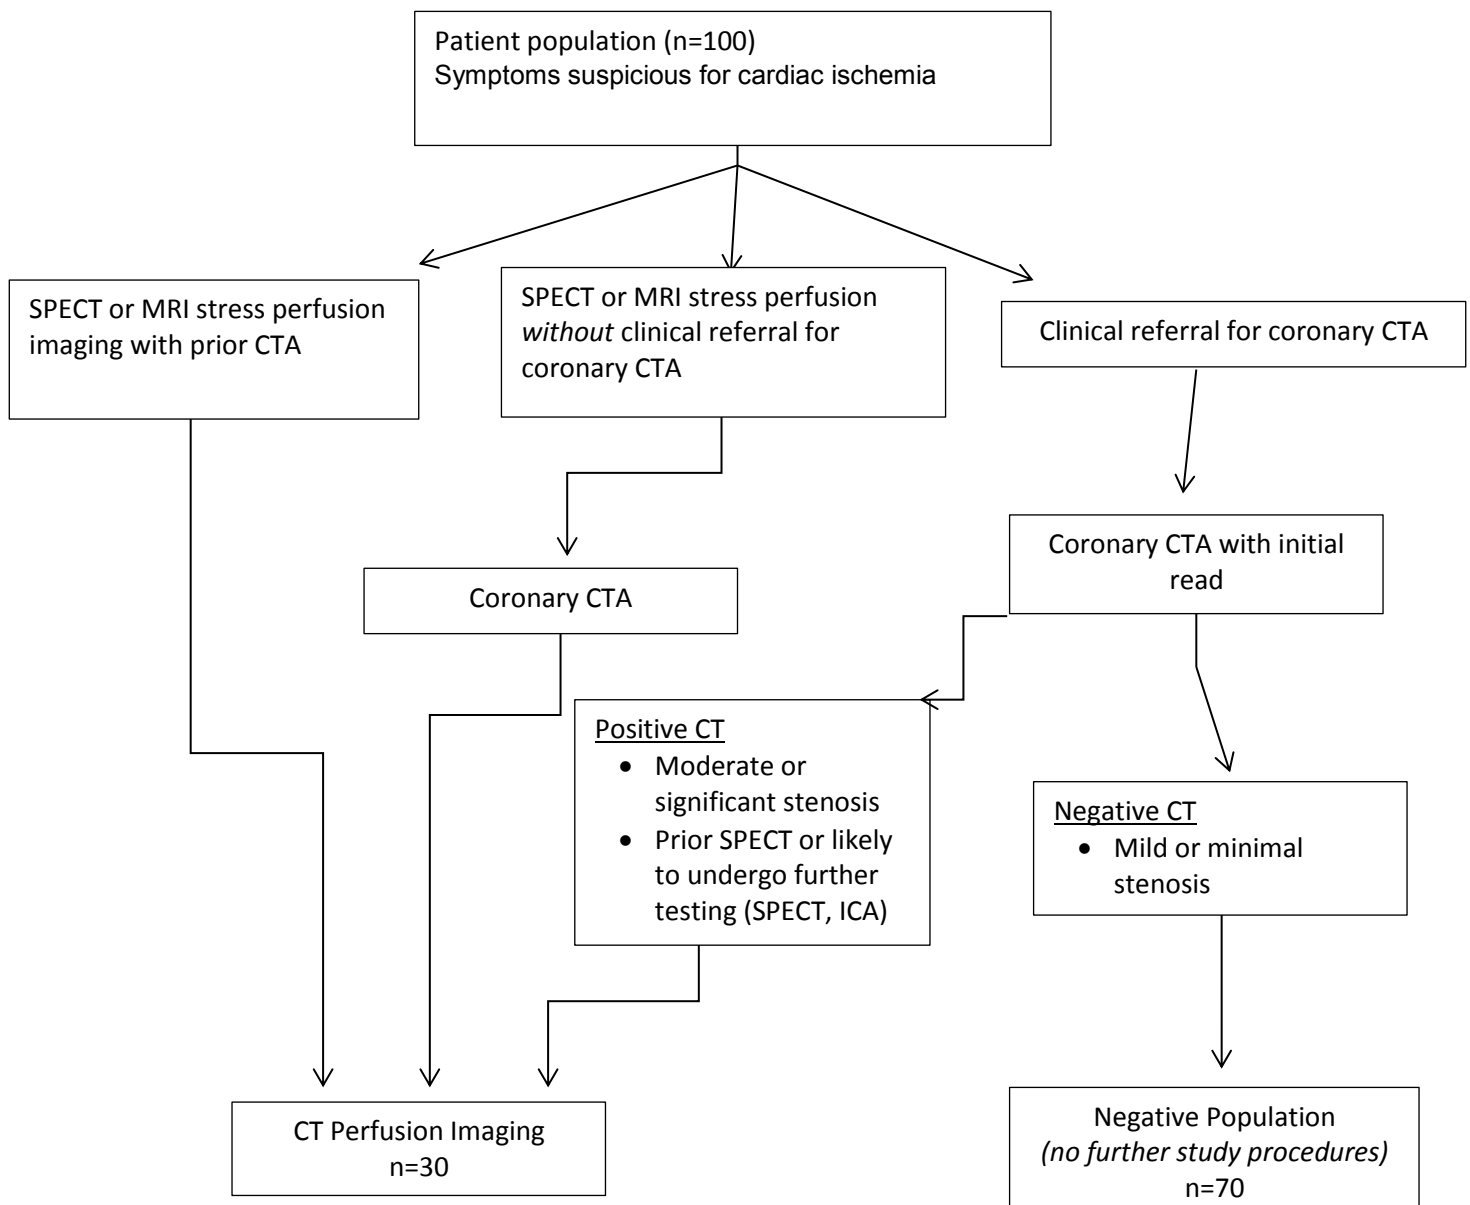 Patient population (n=100)
Symptoms suspicious for cardiac ischemia
SPECT or MRI stress perfusion
imaging with prior CTA
SPECT or MRI stress perfusion
without clinical referral for
coronary CTA
Clinical referral for coronary CTA
Coronary CTA with initial
read
Coronary CTA
Positive CT
• Moderate or
significant stenosis
• Prior SPECT or likely
to undergo further
testing (SPECT, ICA)
Negative CT
• Mild or minimal
stenosis
CT Perfusion Imaging
n=30
Negative Population
(no further study procedures)
n=70